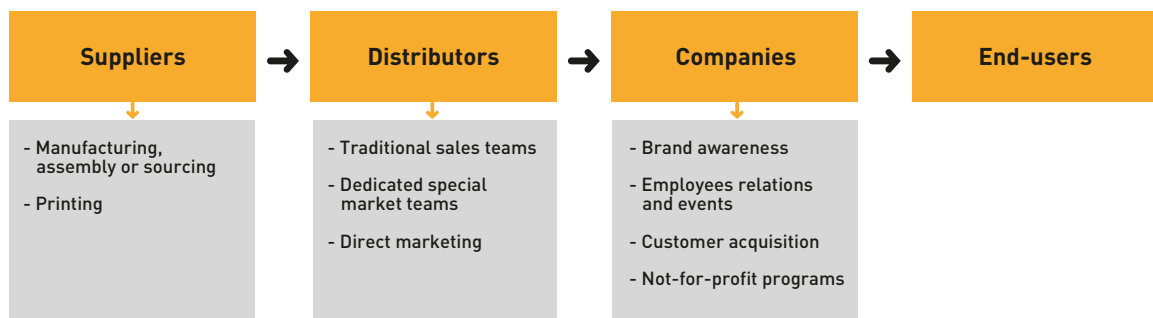 Suppliers
Distributors
Companies
End-users
- Manufacturing,
assembly or sourcing
- Printing
- Traditional sales teams
- Dedicated special
market teams
- Direct marketing
- Brand awareness
- Employees relations
and events
- Customer acquisition
- Not-for-profit programs